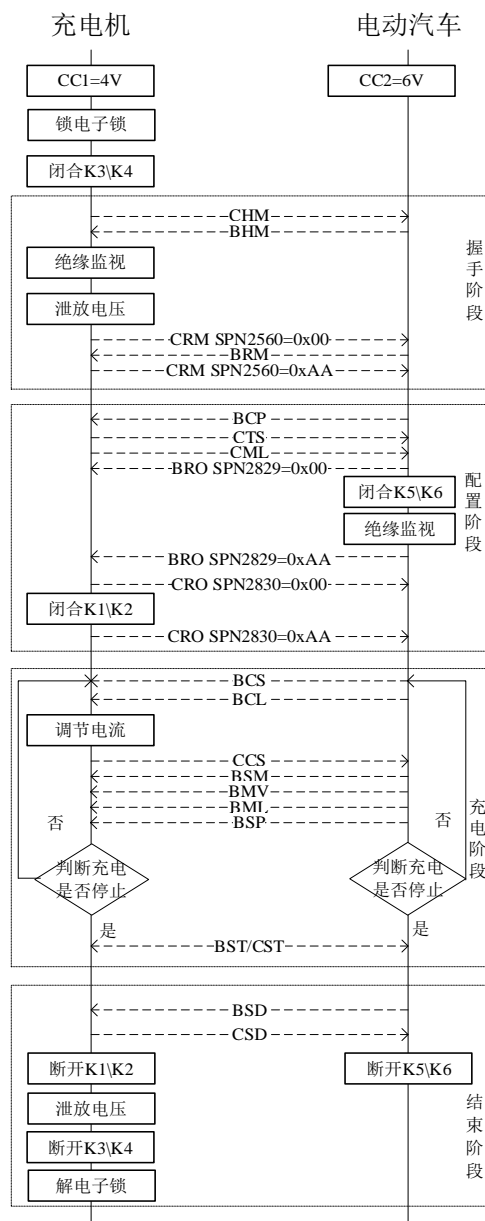 充电机
电动汽车
CC1=4V
CC2=6V
锁电子锁
闭合K3\K4
CHM
BHM
绝缘监视
泄放电压
CRM SPN2560=0x00
BRM
CRM SPN2560=0xAA
握手阶段
BCP
CTS
CML
BRO SPN2829=0x00
闭合K5\K6
绝缘监视
BRO SPN2829=0xAA
CRO SPN2830=0x00
闭合K1\K2
CRO SPN2830=0xAA
配置阶段
BCS
BCL
调节电流
CCS
BSM
BMV
BML
BSP
否
否
判断充电
是否停止
判断充电
是否停止
是
是
BST/CST
充电阶段
BSD
CSD
断开K1\K2
断开K5\K6
泄放电压
断开K3\K4
解电子锁
结束阶段